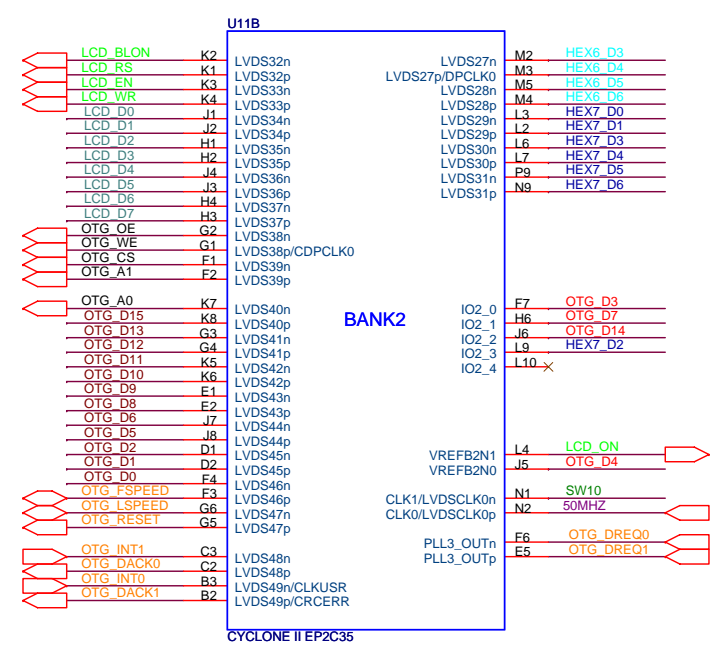 U11B
LCD_BLON K2 LVDS32n
LCD_RS K1 LVDS32p
LCD_EN K3 LVDS33n
LCD_WR K4 LVDS33p
LCD_D0 J1 LVDS34n
LCD_D1 J2 LVDS34p
LCD_D2 H1 LVDS35n
LCD_D3 H2 LVDS35p
LCD_D4 J4 LVDS36n
LCD_D5 J3 LVDS36p
LCD_D6 H4 LVDS37n
LCD_D7 H3 LVDS37p
OTG_OE G2 LVDS38n
OTG_WE G1 LVDS38p/CDPCLK0
OTG_CS F1 LVDS39n
OTG_A1 F2 LVDS39p
OTG_A0 K7 LVDS40n
OTG_D15 K8 LVDS40p
OTG_D13 G3 LVDS41n
OTG_D12 G4 LVDS41p
OTG_D11 K5 LVDS42n
OTG_D10 K6 LVDS42p
OTG_D9 E1 LVDS43n
OTG_D8 E2 LVDS43p
OTG_D6 J7 LVDS44n
OTG_D5 J8 LVDS44p
OTG_D2 D1 LVDS45n
OTG_D1 D2 LVDS45p
OTG_D0 F4 LVDS46n
OTG_FSPEED F3 LVDS46p
OTG_LSPEED G6 LVDS47n
OTG_RESET G5 LVDS47p
OTG_INT1 C3 LVDS48n
OTG_DACK0 C2 LVDS48p
OTG_INT0 B3 LVDS49n/CLKUSR
OTG_DACK1 B2 LVDS49p/CRCERR
BANK2
LVDS27n M2 HEX6_D3
LVDS27p/DPCLK0 M3 HEX6_D4
LVDS28n M5 HEX6_D5
LVDS28p M4 HEX6_D6
LVDS29n L3 HEX7_D0
LVDS29p L2 HEX7_D1
LVDS30n L6 HEX7_D3
LVDS30p L7 HEX7_D4
LVDS31n P9 HEX7_D5
LVDS31p N9 HEX7_D6
IO2_0 F7 OTG_D3
IO2_1 H6 OTG_D7
IO2_2 J6 OTG_D14
IO2_3 L9 HEX7_D2
IO2_4 L10
VREFB2N1 L4 LCD_ON
VREFB2N0 J5 OTG_D4
CLK1/LVDSCLK0n N1 SW10
CLK0/LVDSCLK0p N2 50MHZ
PLL3_OUTn F6 OTG_DREQ0
PLL3_OUTp E5 OTG_DREQ1
CYCLONE II EP2C35